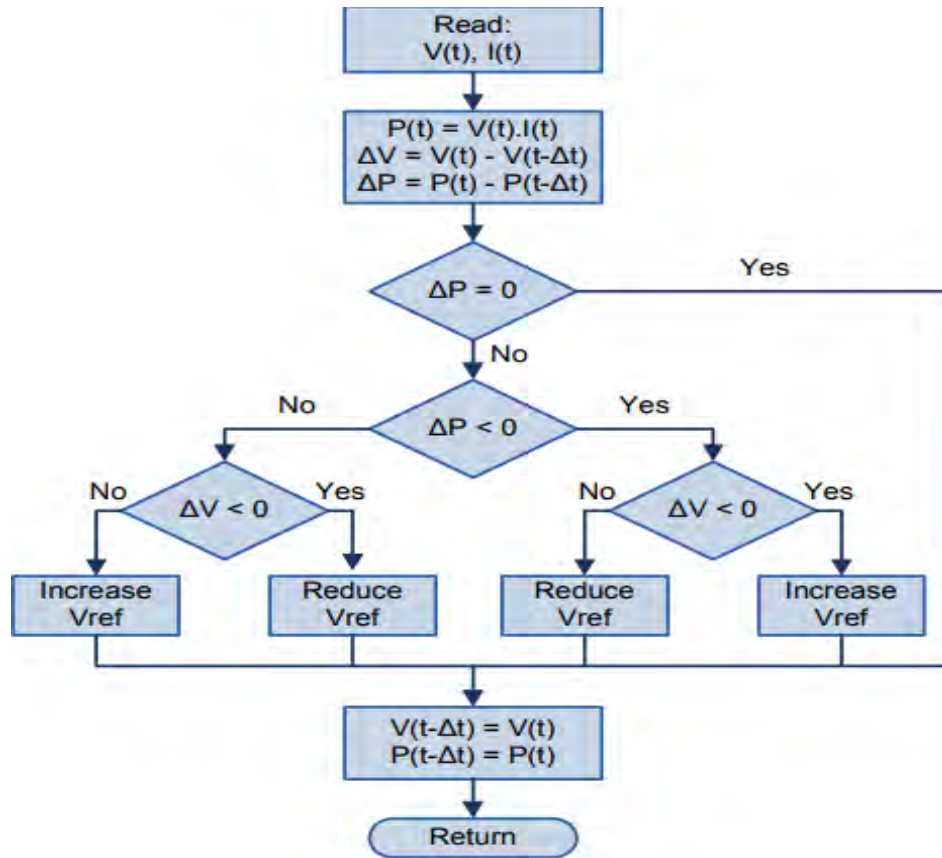 Read:
V(t), I(t)
P(t) = V(t).I(t)
ΔV = V(t) - V(t-Δt)
ΔP = P(t) - P(t-Δt)
ΔP = 0
Yes
No
ΔP < 0
No
Yes
ΔV < 0
No
Yes
ΔV < 0
No
Yes
Increase
Vref
Reduce
Vref
Reduce
Vref
Increase
Vref
V(t-Δt) = V(t)
P(t-Δt) = P(t)
Return